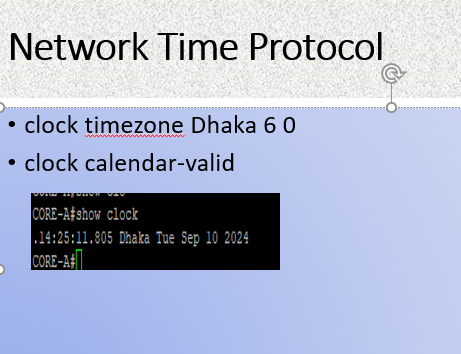 Network Time Protocol
• clock timezone Dhaka 6 0
• clock calendar-valid
CORE-A#show clock
.14:25:11.805 Dhaka Tue Sep 10 2024
CORE-A#